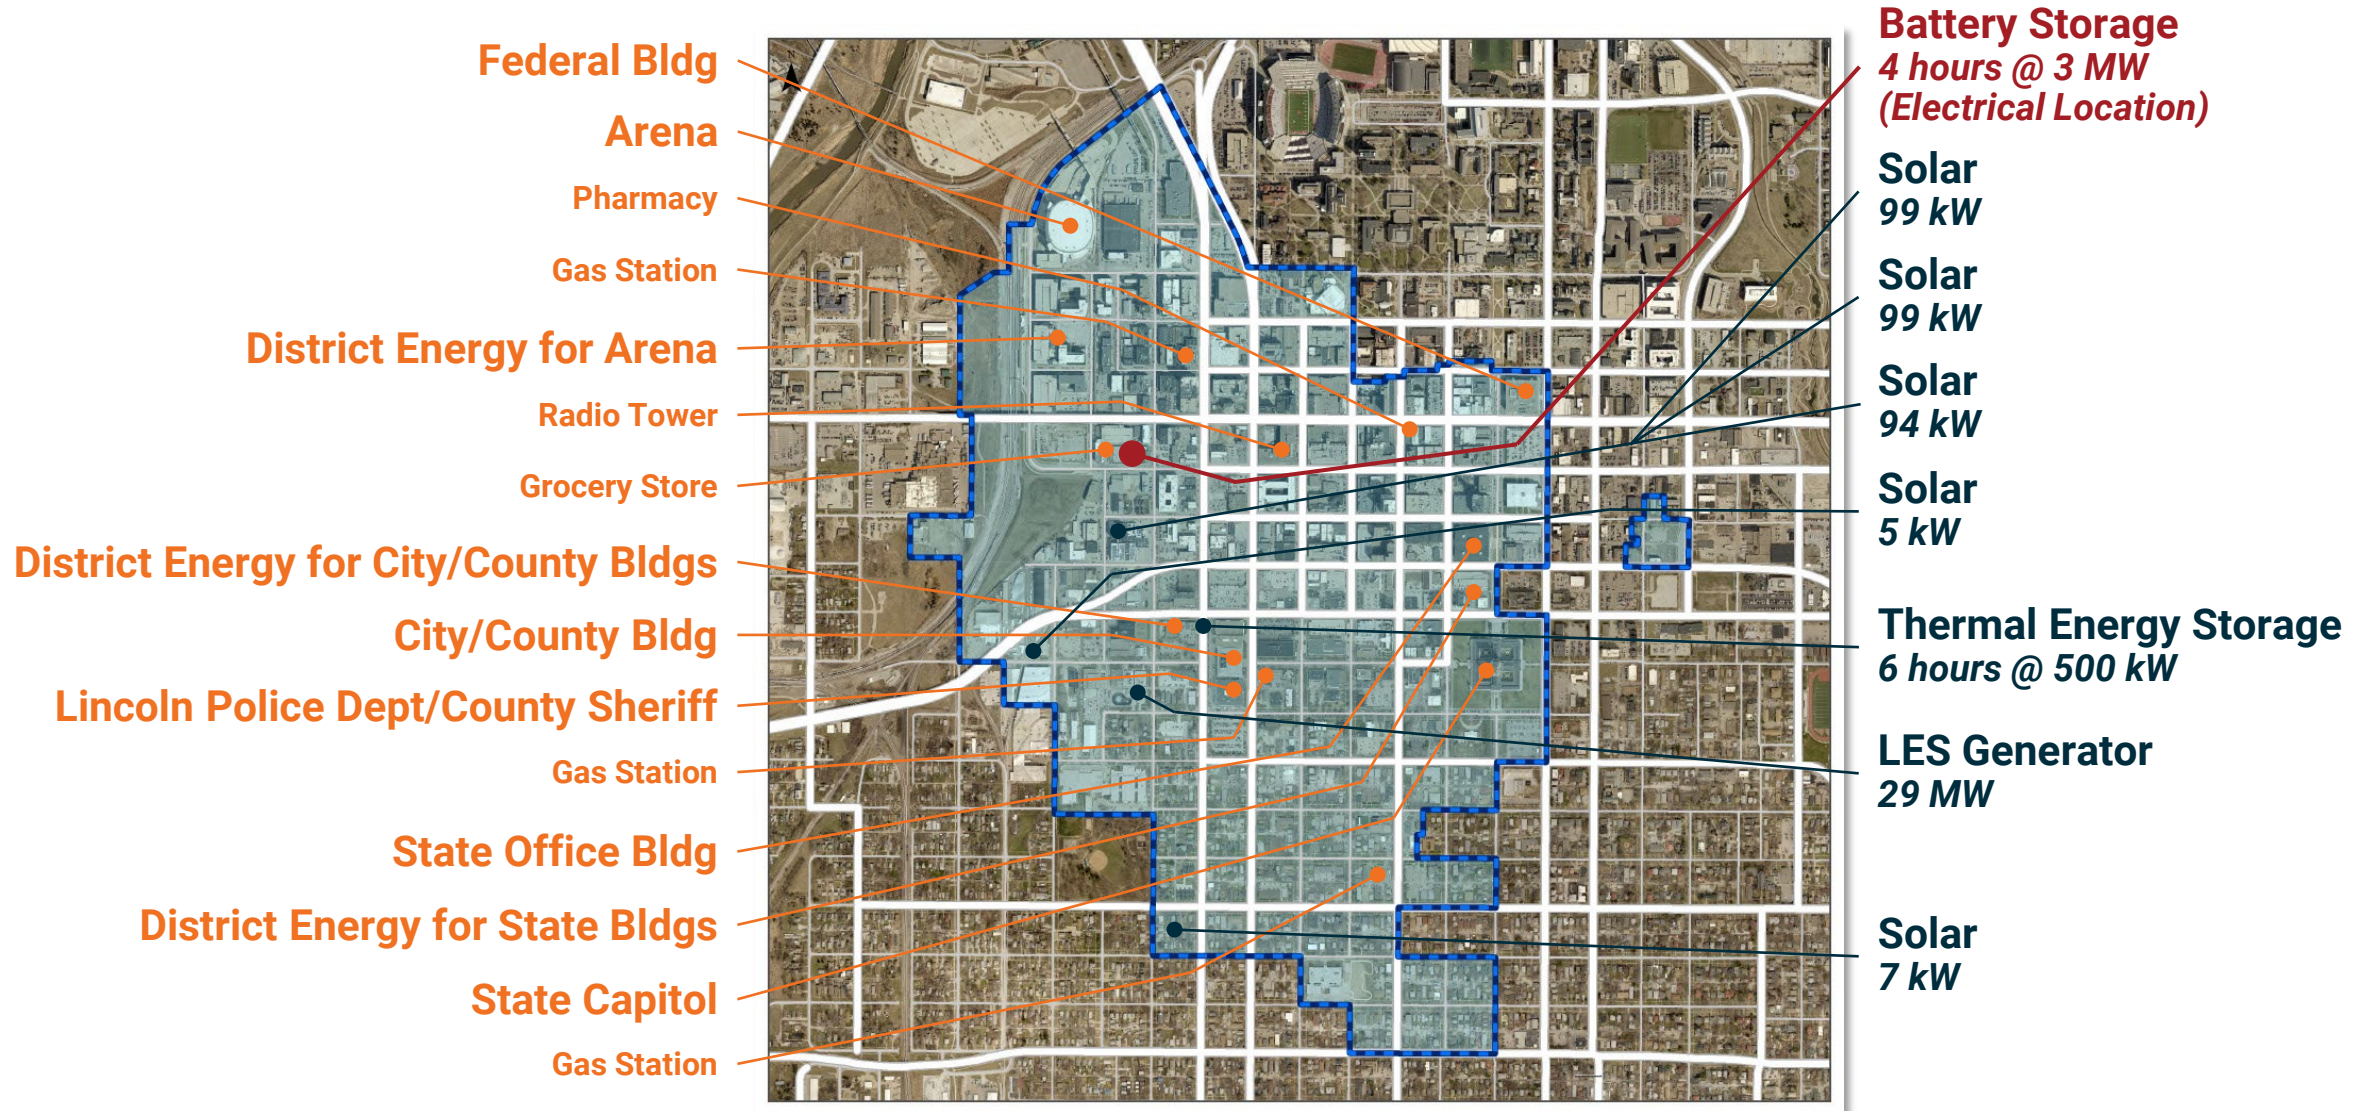 Federal Bldg
Arena
Pharmacy
Gas Station
District Energy for Arena
Radio Tower
Grocery Store
District Energy for City/County Bldgs
City/County Bldg
Lincoln Police Dept/County Sheriff
Gas Station
State Office Bldg
District Energy for State Bldgs
State Capitol
Gas Station
Battery Storage
4 hours @ 3 MW
(Electrical Location)
Solar
99 kW
Solar
99 kW
Solar
94 kW
Solar
5 kW
Thermal Energy Storage
6 hours @ 500 kW
LES Generator
29 MW
Solar
7 kW